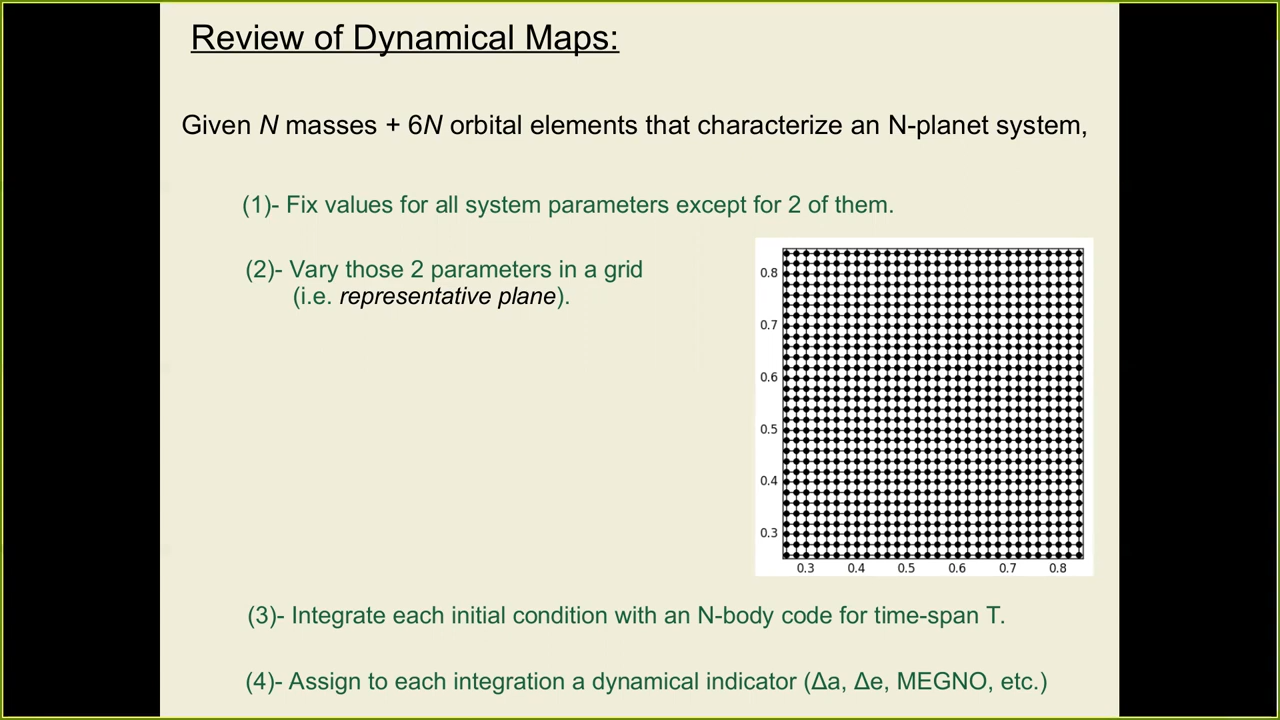 Review of Dynamical Maps:
Given N masses + 6N orbital elements that characterize an N-planet system,
(1)- Fix values for all system parameters except for 2 of them.
(2)- Vary those 2 parameters in a grid
(i.e. representative plane).
0.8
0.7
0.6
0.5
0.4
0.3
0.3 0.4 0.5 0.6 0.7 0.8
(3)- Integrate each initial condition with an N-body code for time-span T.
(4)- Assign to each integration a dynamical indicator (Δa, Δe, MEGNO, etc.)